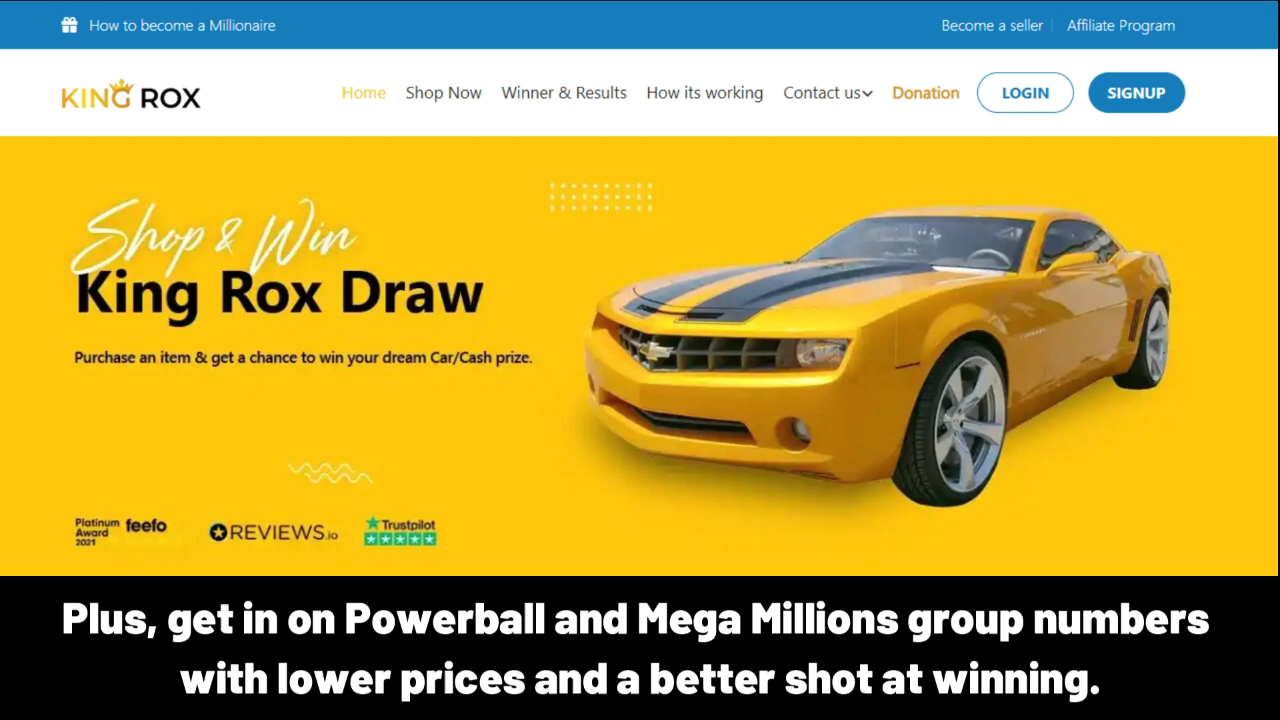 How to become a Millionaire
Become a seller
Affiliate Program
KING ROX
Home
Shop Now
Winner & Results
How its working
Contact us
Donation
LOGIN
SIGNUP
Shop & Win
King Rox Draw
Purchase an item & get a chance to win your dream Car/Cash prize.
Platinum
Award
2021
feefo
REVIEWS.io
Trustpilot
Plus, get in on Powerball and Mega Millions group numbers
with lower prices and a better shot at winning.